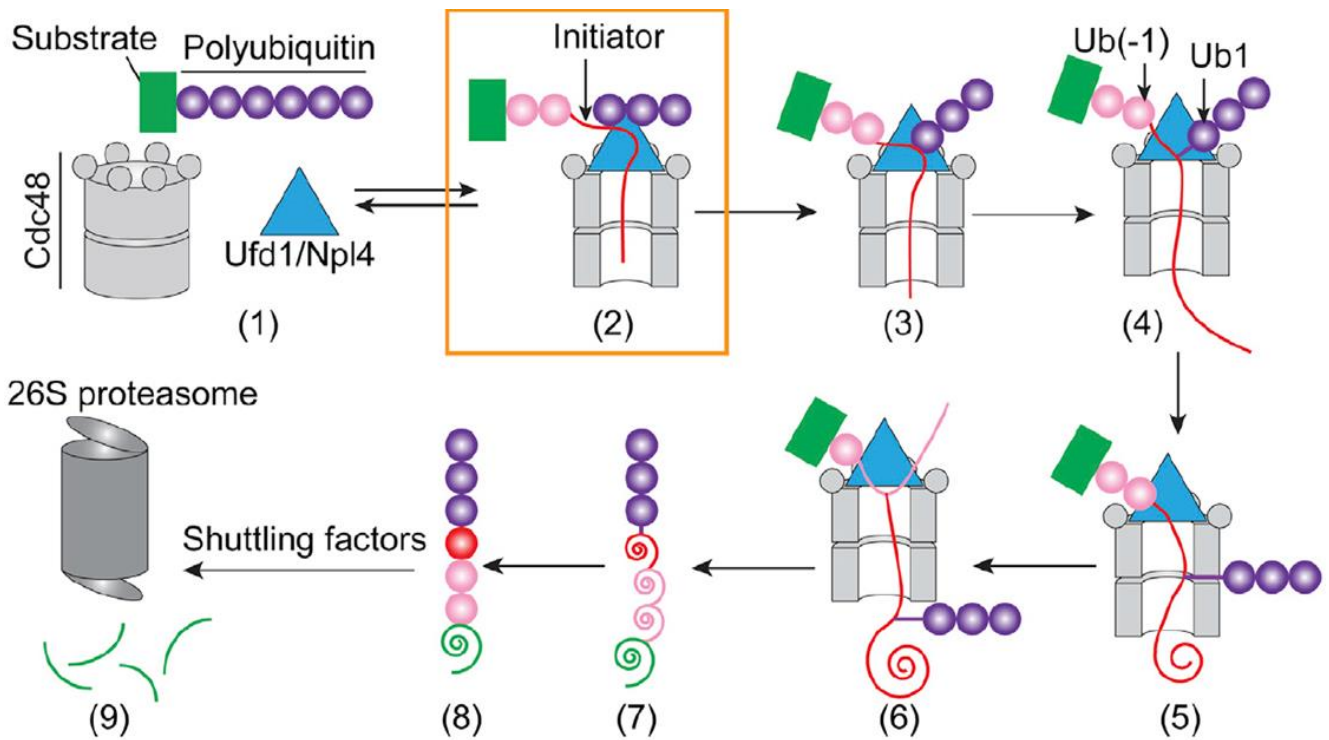 Substrate
Polyubiquitin
Cdc48
Ufd1/Npl4
(1)
Initiator
(2)
(3)
Ub(-1)
Ub1
(4)
26S proteasome
Shuttling factors
(9)
(8)
(7)
(6)
(5)